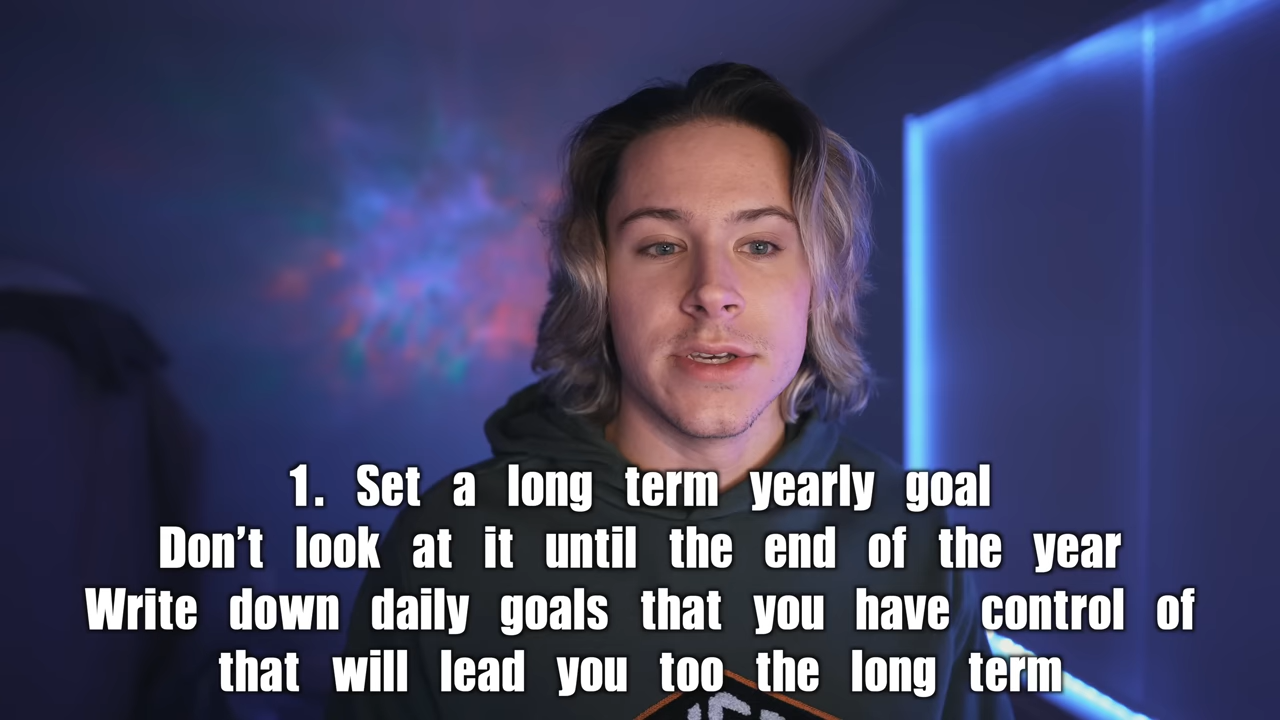 1. Set a long term yearly goal
Don't look at it until the end of the year
Write down daily goals that you have control of
that will lead you too the long term